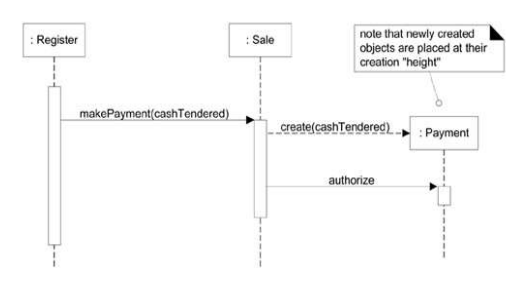 : Register
: Sale
note that newly created
objects are placed at their
creation "height"
makePayment(cashTendered)
create(cashTendered)
: Payment
authorize